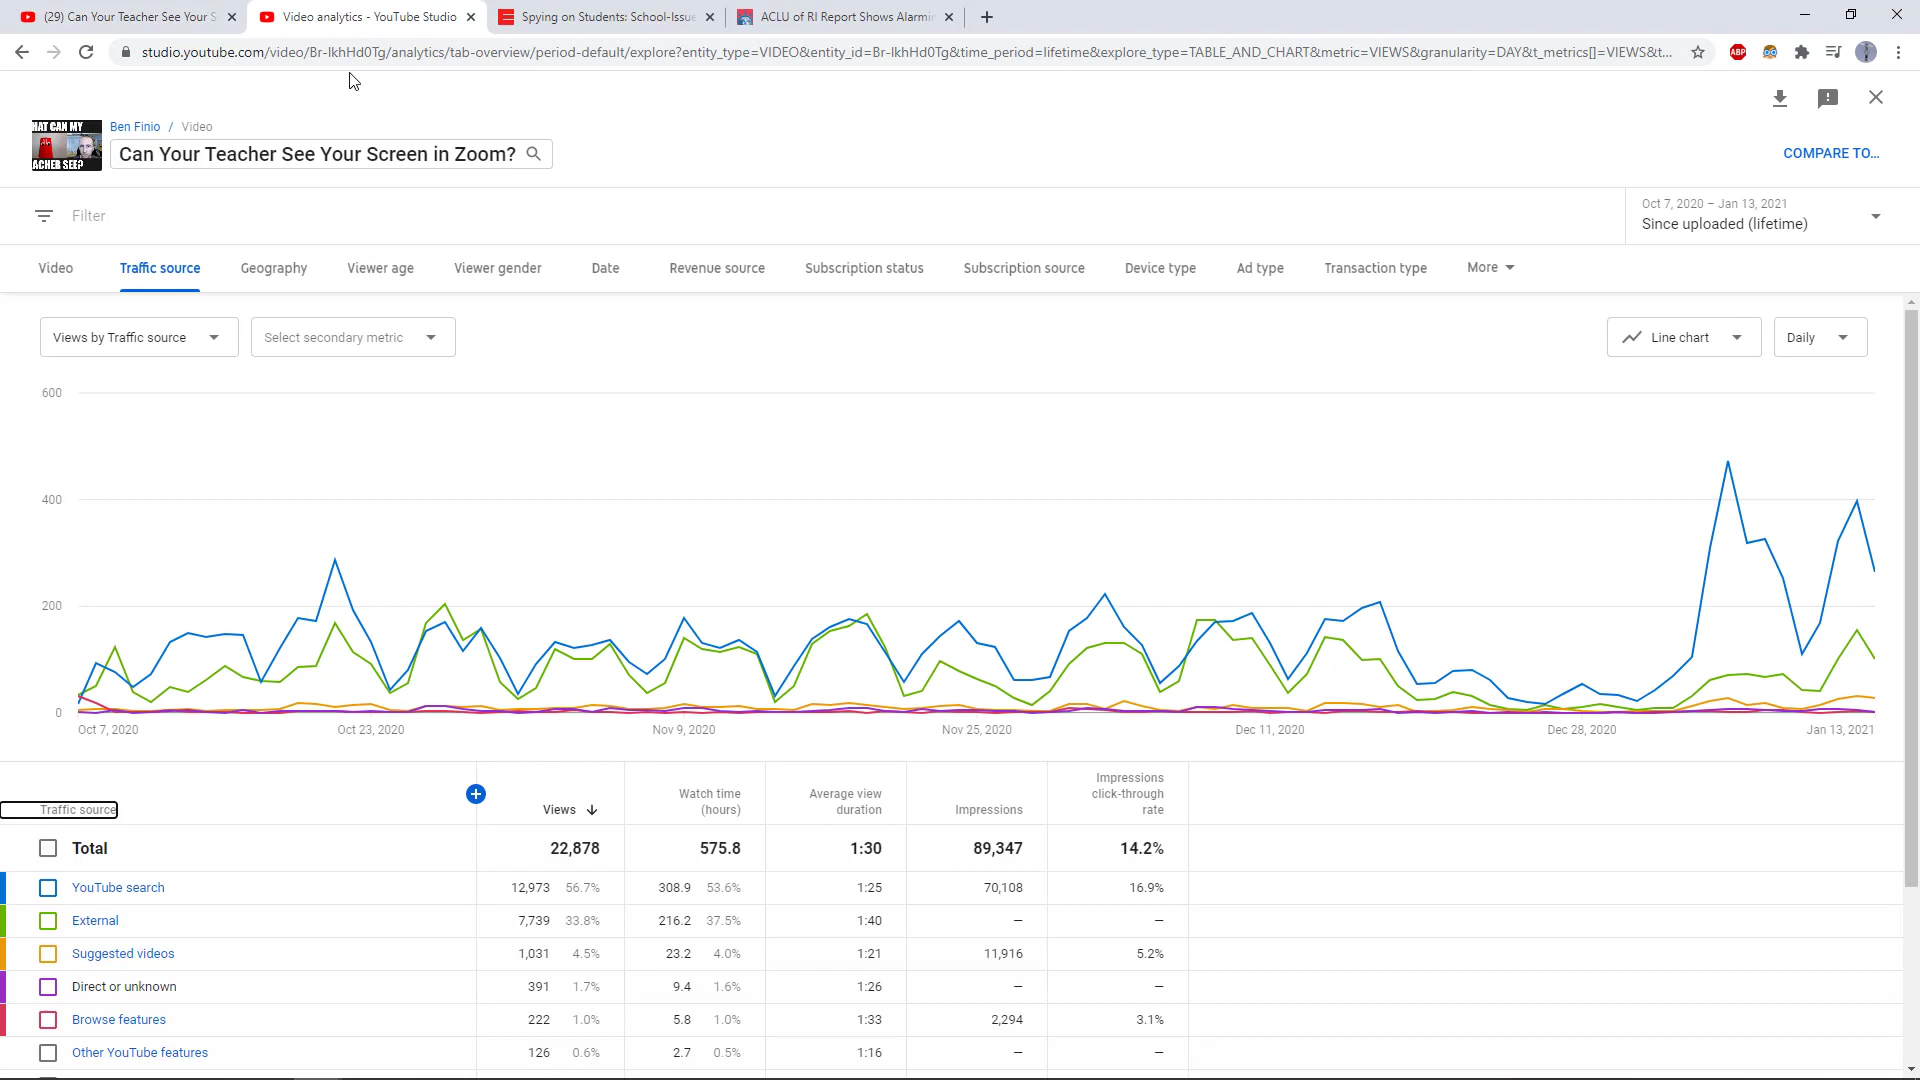 (29) Can Your Teacher See Your S
Video analytics - YouTube Studio
Spying on Students: School-Issue
ACLU of RI Report Shows Alarmin
studio.youtube.com/video/Br-IkhHd0Tg/analytics/tab-overview/period-default/explore?entity_type=VIDEO&entity_id=Br-IkhHd0Tg&time_period=lifetime&explore_type=TABLE_AND_CHART&metric=VIEWS&granularity=DAY&t_metrics[]=VIEWS&t...
ABP
HAT CAN MY
ACHER SEE?
Ben Finio / Video
Can Your Teacher See Your Screen in Zoom?
COMPARE TO...
Filter
Oct 7, 2020 – Jan 13, 2021
Since uploaded (lifetime)
Video Traffic source Geography Viewer age Viewer gender Date Revenue source Subscription status Subscription source Device type Ad type Transaction type More
Views by Traffic source
Select secondary metric
Line chart
Daily
600
400
200
0
Oct 7, 2020 Oct 23, 2020 Nov 9, 2020 Nov 25, 2020 Dec 11, 2020 Dec 28, 2020 Jan 13, 2021
Traffic source
Views
Watch time
(hours)
Average view
duration
Impressions
Impressions
click-through
rate
Total 22,878 575.8 1:30 89,347 14.2%
YouTube search 12,973 56.7% 308.9 53.6% 1:25 70,108 16.9%
External 7,739 33.8% 216.2 37.5% 1:40 — —
Suggested videos 1,031 4.5% 23.2 4.0% 1:21 11,916 5.2%
Direct or unknown 391 1.7% 9.4 1.6% 1:26 — —
Browse features 222 1.0% 5.8 1.0% 1:33 2,294 3.1%
Other YouTube features 126 0.6% 2.7 0.5% 1:16 — —